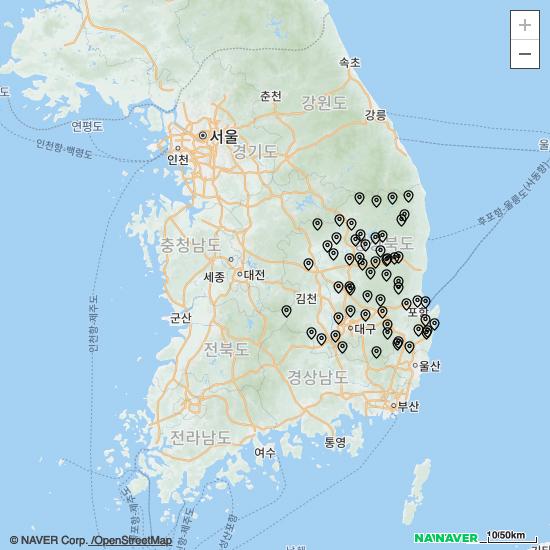 +
−
속초
춘천
강원도
강릉
도
연평도
서울
인천
경기도
인천항-백령도
울
후포항-울릉도(사동항)
충청남도
북도
세종
대전
인천항-제주도
김천
포항
군산
대구
전라북도
경상남도
울산
부산
전라남도
여수
통영
© NAVER Corp. /OpenStreetMap
NAVER
10/50km